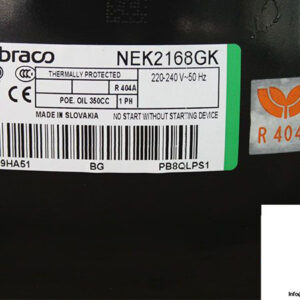 braco
NEK2168GK
THERMALLY PROTECTED
R 404A
220-240 V~50 Hz
POE. OIL 350CC
1 PH
MADE IN SLOVAKIA
NO START WITHOUT STARTING DEVICE
9HA51
BG
PB8QLPS1
R 404